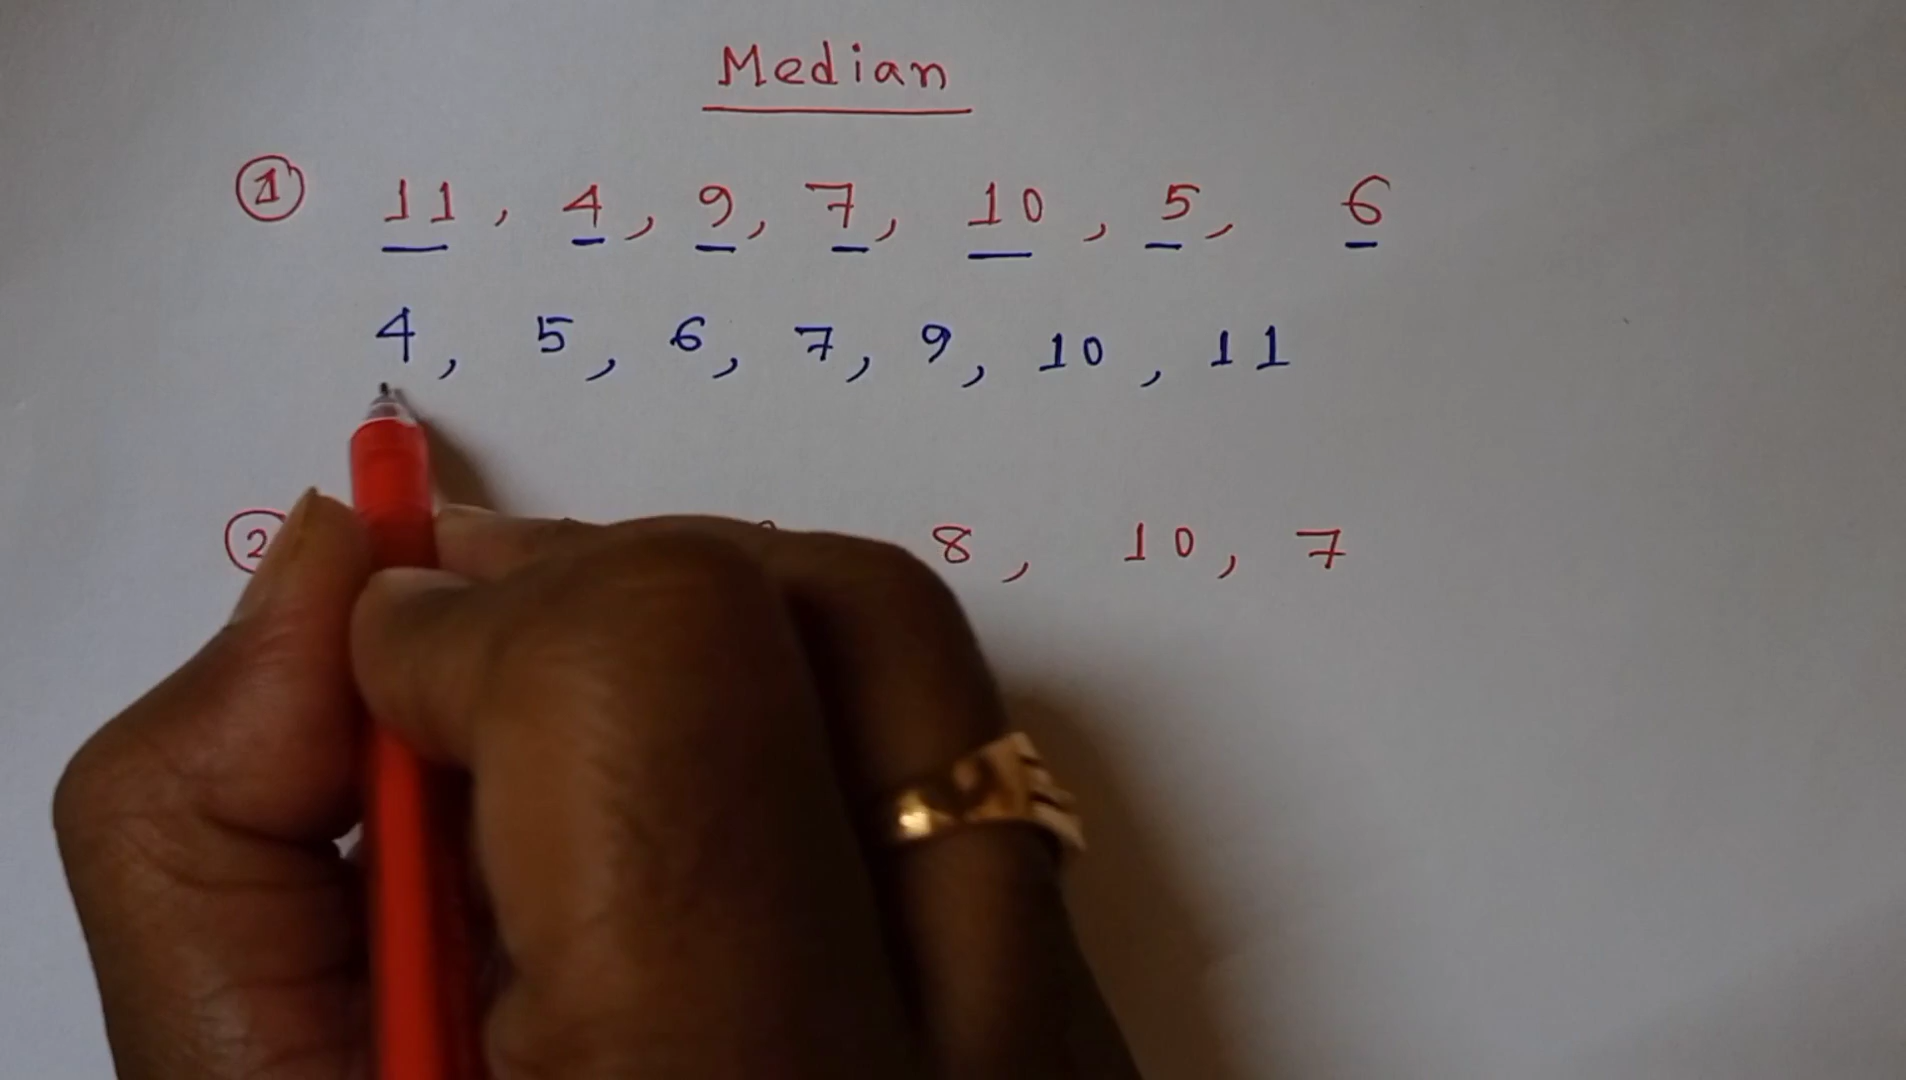 Median
① 11, 4, 9, 7, 10, 5, 6
4, 5, 6, 7, 9, 10, 11
② 8, 10, 7